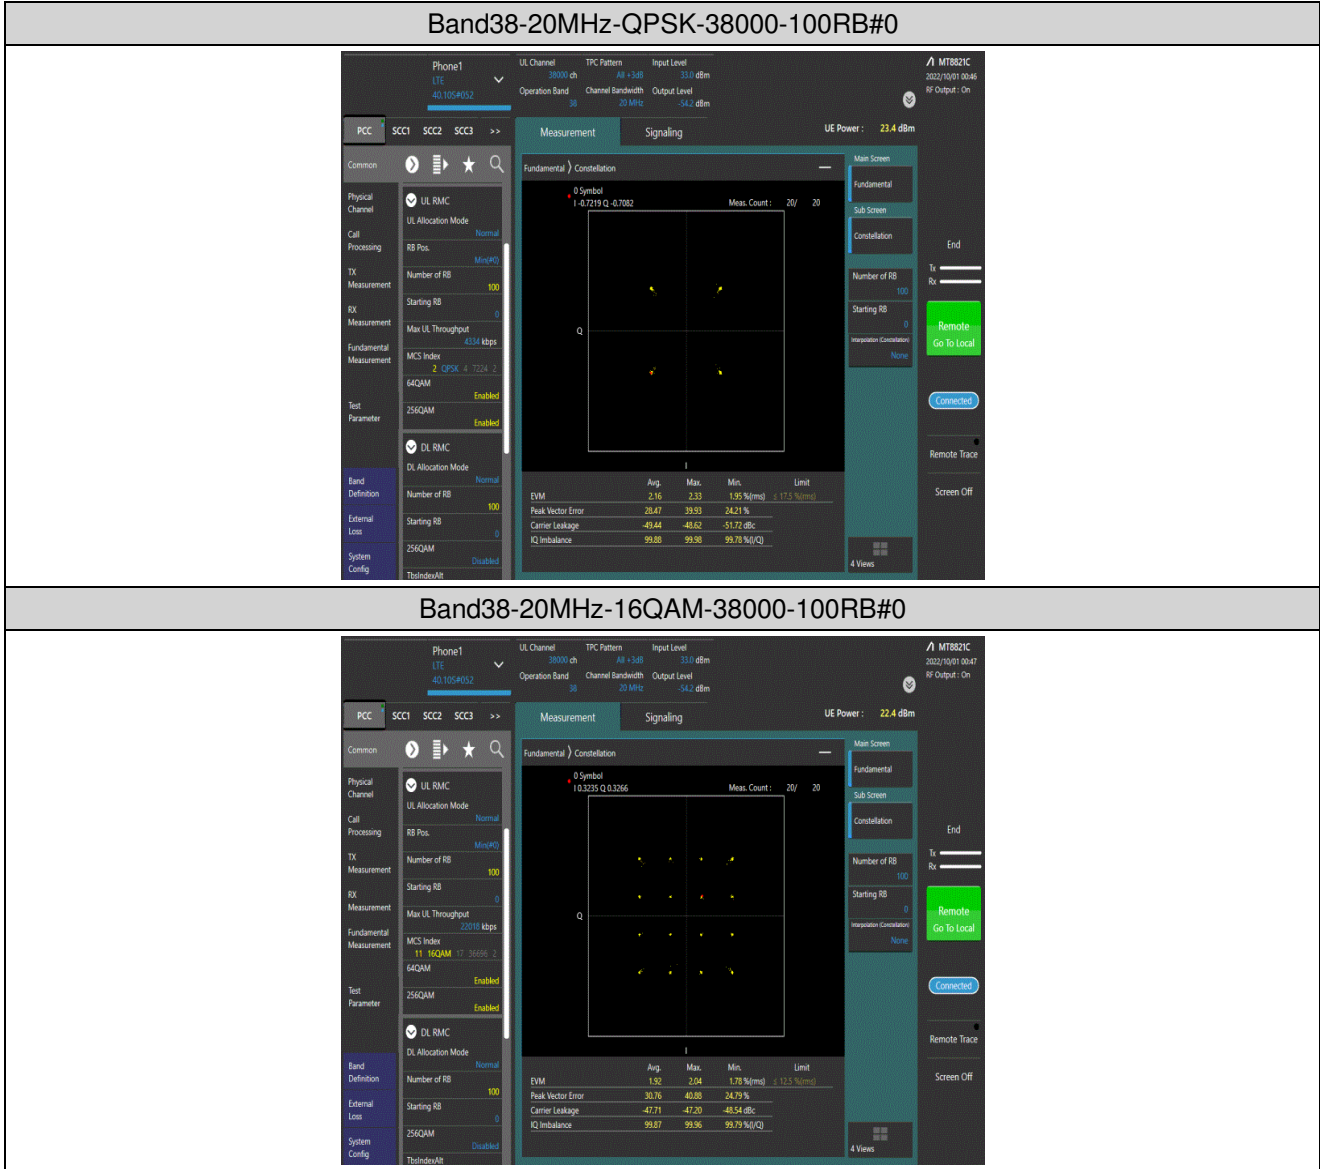 Band38-20MHz-QPSK-38000-100RB#0
Phone1
LTE
40.105#052
UL Channel TPC Pattern Input Level
38000 ch All +3dB 33.0 dBm
Operation Band Channel Bandwidth Output Level
38 20 MHz -54.2 dBm
MT8821C
2022/10/01 00:46
RF Output : On
PCC SCC1 SCC2 SCC3 >>
Measurement Signaling
UE Power : 23.4 dBm
Common
Physical Channel
Call Processing
TX Measurement
RX Measurement
Fundamental Measurement
Test Parameter
Band Definition
External Loss
System Config
UL RMC
UL Allocation Mode
Normal
RB Pos.
Min(#0)
Number of RB
100
Starting RB
0
Max UL Throughput
4334 kbps
MCS Index
2 QPSK 4 7224 2
64QAM
Enabled
256QAM
Enabled
DL RMC
DL Allocation Mode
Normal
Number of RB
100
Starting RB
0
256QAM
Disabled
TbsIndexAlt
Fundamental Constellation
0 Symbol
I -0.7219 Q -0.7082 Meas. Count : 20/ 20
Q
I
Avg. Max. Min. Limit
EVM 2.16 2.33 1.95 %(rms) ≤ 17.5 %(rms)
Peak Vector Error 28.47 39.93 24.21 %
Carrier Leakage -49.44 -48.62 -51.72 dBc
IQ Imbalance 99.88 99.98 99.78 %(I/Q)
Main Screen
Fundamental
Sub Screen
Constellation
Number of RB
100
Starting RB
0
Interpolation (Constellation)
None
4 Views
End
Tx
Rx
Remote
Go To Local
Connected
Remote Trace
Screen Off
Band38-20MHz-16QAM-38000-100RB#0
Phone1
LTE
40.105#052
UL Channel TPC Pattern Input Level
38000 ch All +3dB 33.0 dBm
Operation Band Channel Bandwidth Output Level
38 20 MHz -54.2 dBm
MT8821C
2022/10/01 00:47
RF Output : On
PCC SCC1 SCC2 SCC3 >>
Measurement Signaling
UE Power : 22.4 dBm
Common
Physical Channel
Call Processing
TX Measurement
RX Measurement
Fundamental Measurement
Test Parameter
Band Definition
External Loss
System Config
UL RMC
UL Allocation Mode
Normal
RB Pos.
Min(#0)
Number of RB
100
Starting RB
0
Max UL Throughput
22018 kbps
MCS Index
11 16QAM 17 36696 2
64QAM
Enabled
256QAM
Enabled
DL RMC
DL Allocation Mode
Normal
Number of RB
100
Starting RB
0
256QAM
Disabled
TbsIndexAlt
Fundamental Constellation
0 Symbol
I 0.3235 Q 0.3266 Meas. Count : 20/ 20
Q
I
Avg. Max. Min. Limit
EVM 1.92 2.04 1.78 %(rms) ≤ 12.5 %(rms)
Peak Vector Error 30.76 40.88 24.79 %
Carrier Leakage -47.71 -47.20 -48.54 dBc
IQ Imbalance 99.87 99.96 99.79 %(I/Q)
Main Screen
Fundamental
Sub Screen
Constellation
Number of RB
100
Starting RB
0
Interpolation (Constellation)
None
4 Views
End
Tx
Rx
Remote
Go To Local
Connected
Remote Trace
Screen Off